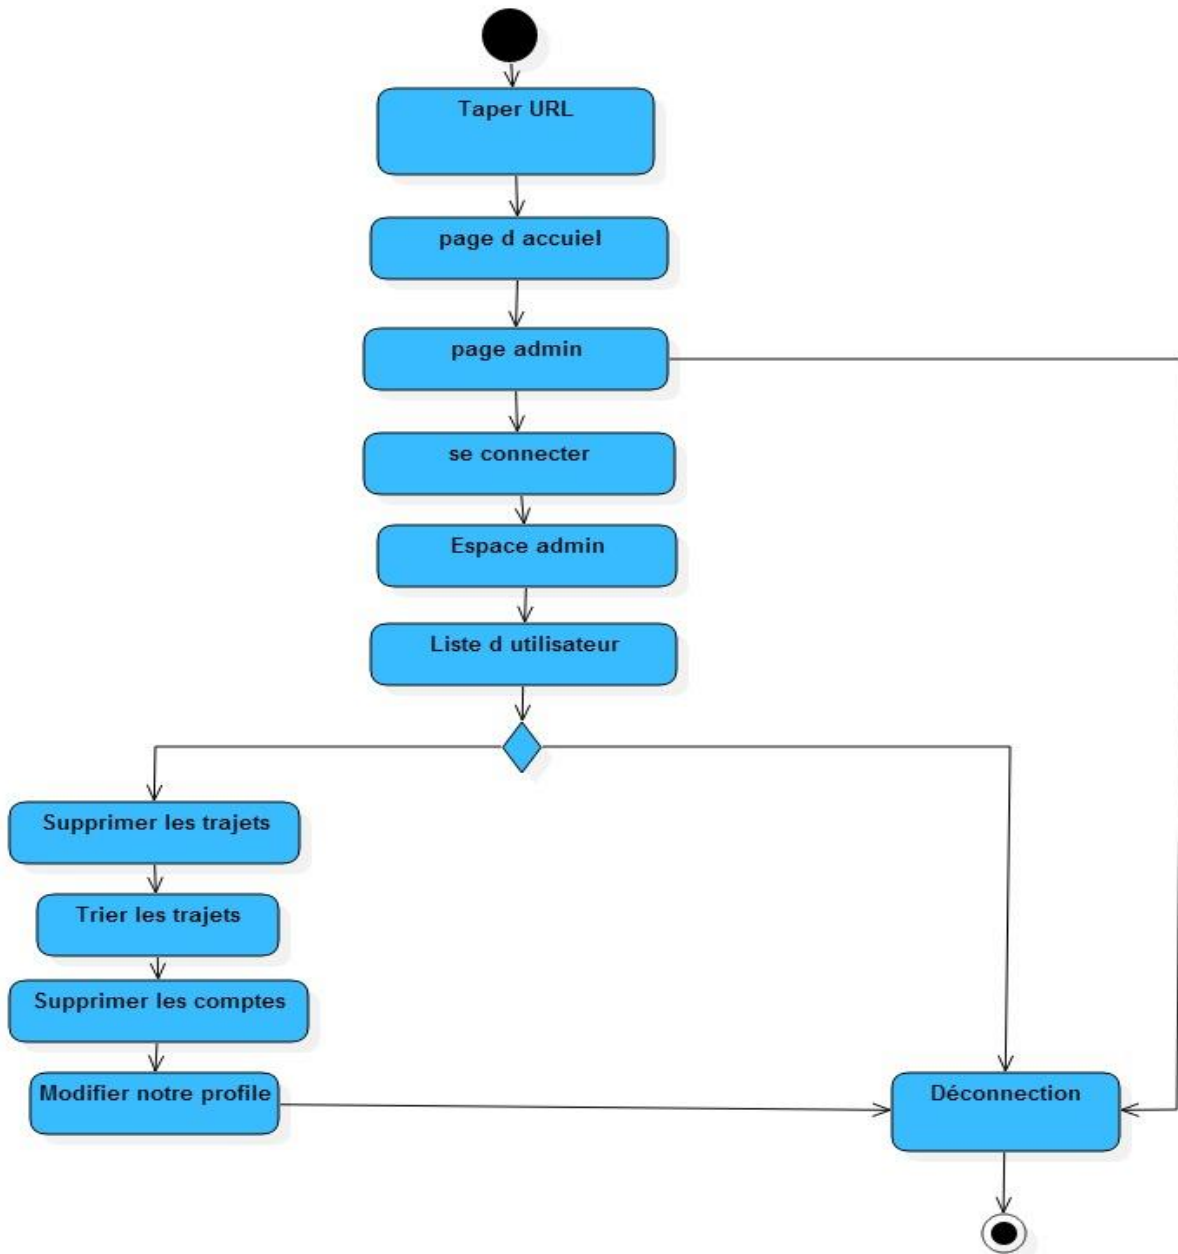 Taper URL
page d accuiel
page admin
se connecter
Espace admin
Liste d utilisateur
Supprimer les trajets
Trier les trajets
Supprimer les comptes
Modifier notre profile
Déconnection